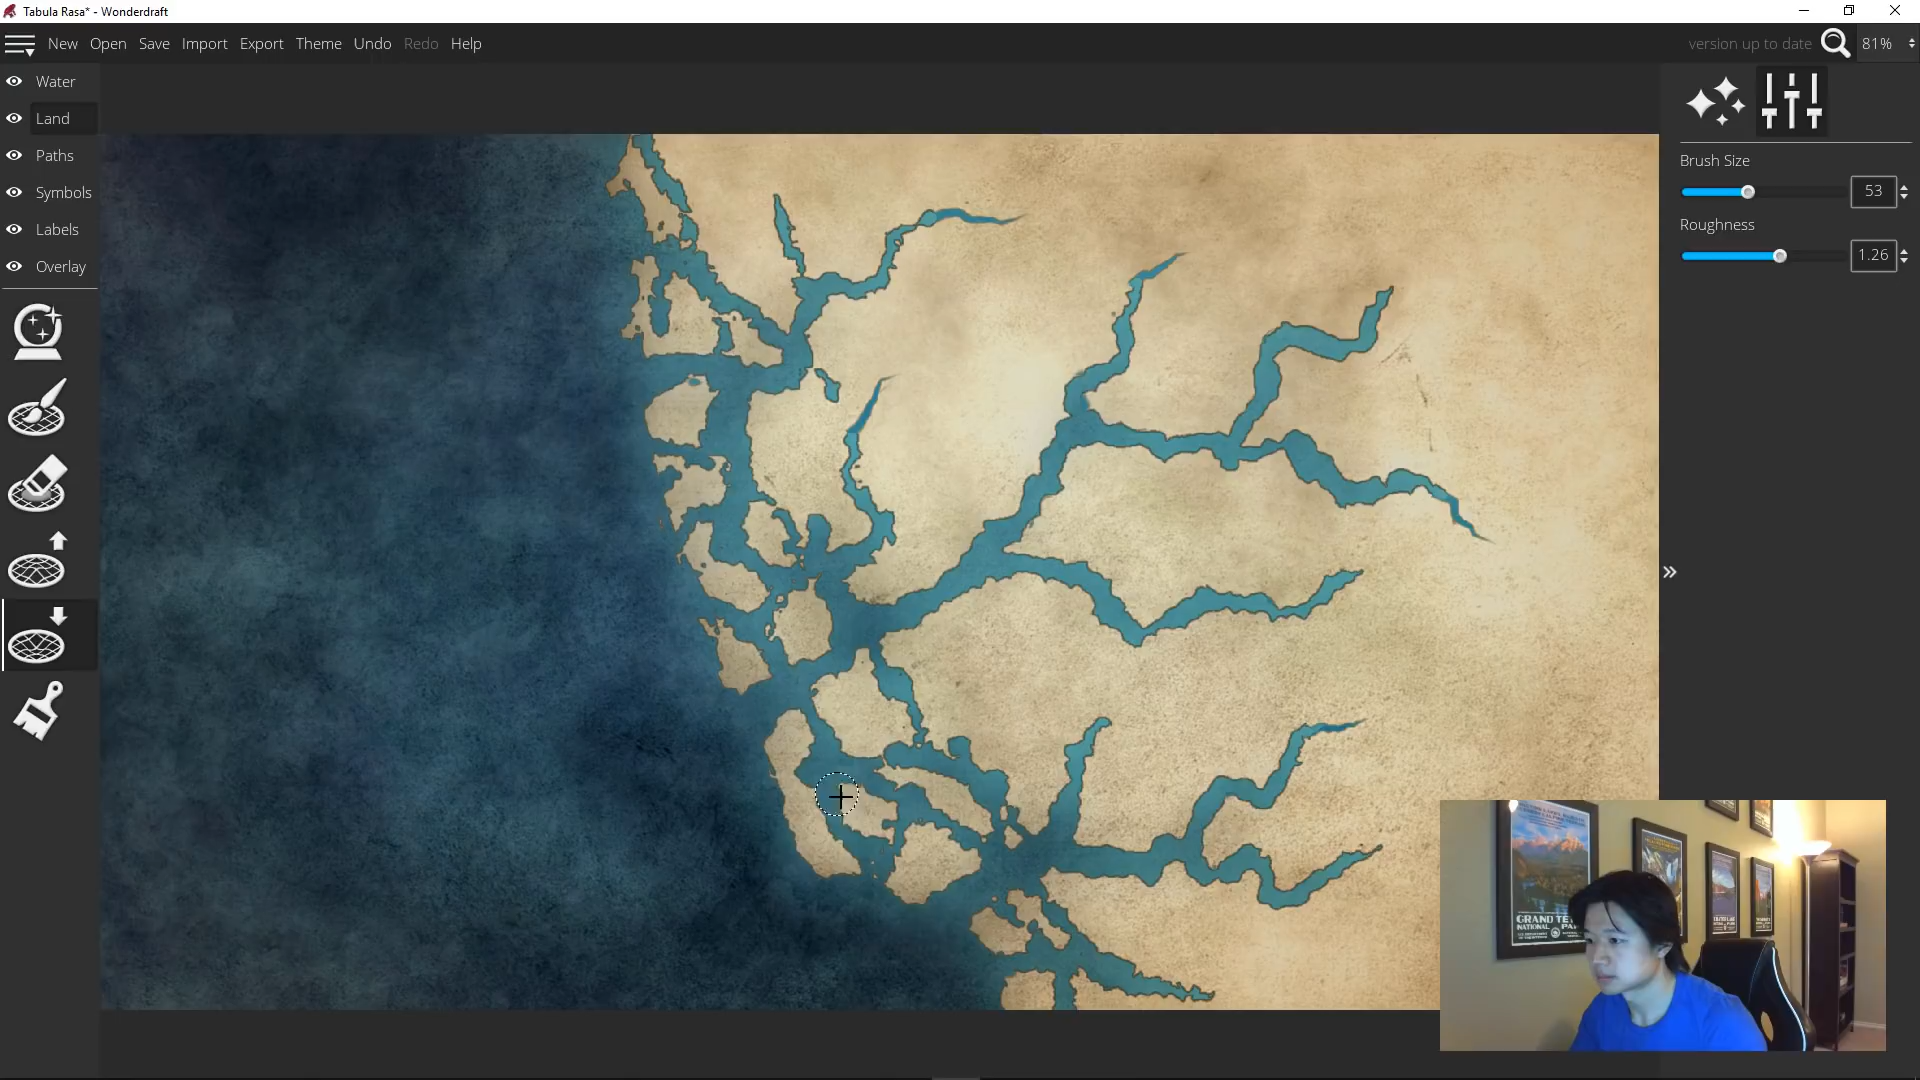 Tabula Rasa* - Wonderdraft
New Open Save Import Export Theme Undo Redo Help
version up to date
81%
Water
Land
Paths
Symbols
Labels
Overlay
Brush Size
53
Roughness
1.26
GRAND TE
NATIONAL PA